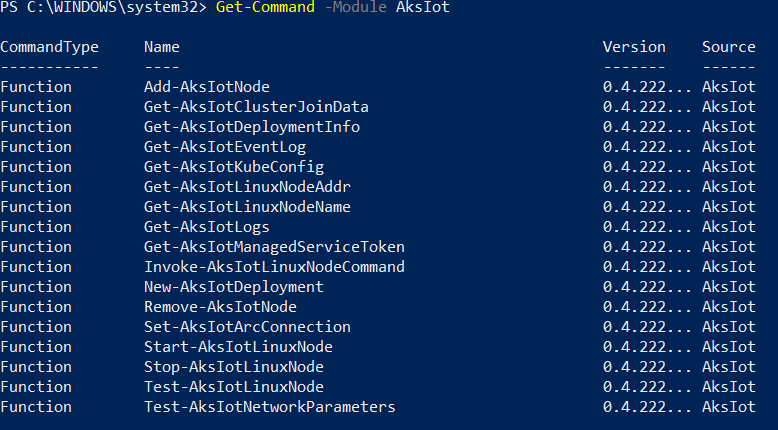 PS C:\WINDOWS\system32> Get-Command -Module AksIot
CommandType Name Version Source
----------- ---- ------- ------
Function Add-AksIotNode 0.4.222... AksIot
Function Get-AksIotClusterJoinData 0.4.222... AksIot
Function Get-AksIotDeploymentInfo 0.4.222... AksIot
Function Get-AksIotEventLog 0.4.222... AksIot
Function Get-AksIotKubeConfig 0.4.222... AksIot
Function Get-AksIotLinuxNodeAddr 0.4.222... AksIot
Function Get-AksIotLinuxNodeName 0.4.222... AksIot
Function Get-AksIotLogs 0.4.222... AksIot
Function Get-AksIotManagedServiceToken 0.4.222... AksIot
Function Invoke-AksIotLinuxNodeCommand 0.4.222... AksIot
Function New-AksIotDeployment 0.4.222... AksIot
Function Remove-AksIotNode 0.4.222... AksIot
Function Set-AksIotArcConnection 0.4.222... AksIot
Function Start-AksIotLinuxNode 0.4.222... AksIot
Function Stop-AksIotLinuxNode 0.4.222... AksIot
Function Test-AksIotLinuxNode 0.4.222... AksIot
Function Test-AksIotNetworkParameters 0.4.222... AksIot